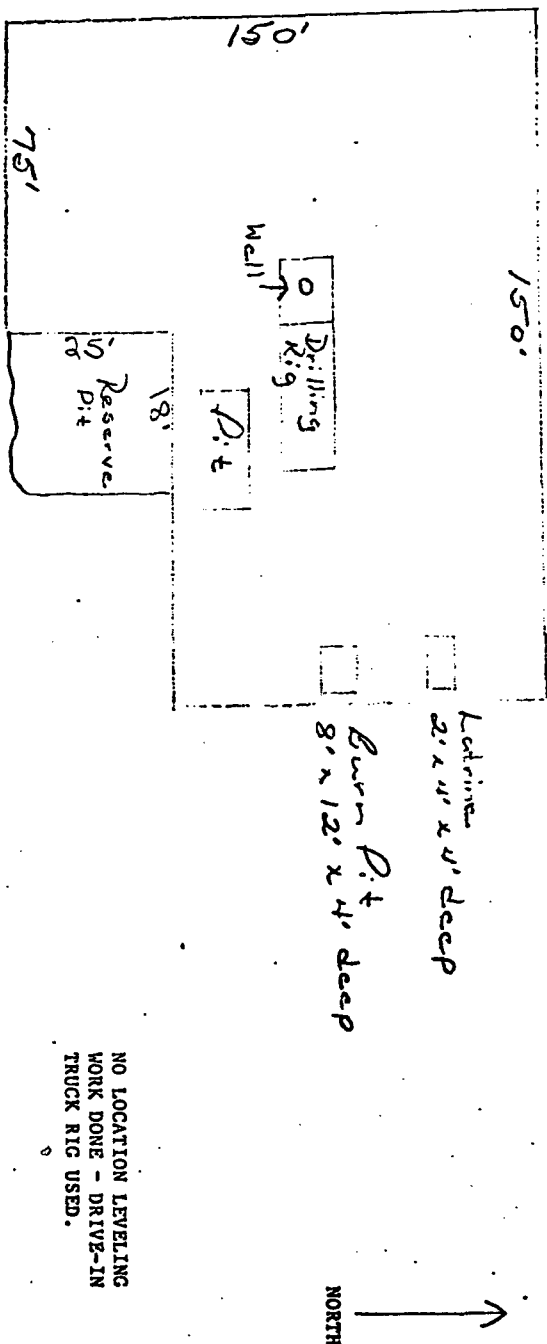 150'
150'
75'
Well
O
Drilling
Rig
Pit
18'
25'
Reserve
Pit
Latrine
2' x 4' x 4' deep
Burn Pit
8' x 12' x 4' deep
NO LOCATION LEVELING
WORK DONE - DRIVE-IN
TRUCK RIG USED.
NORTH